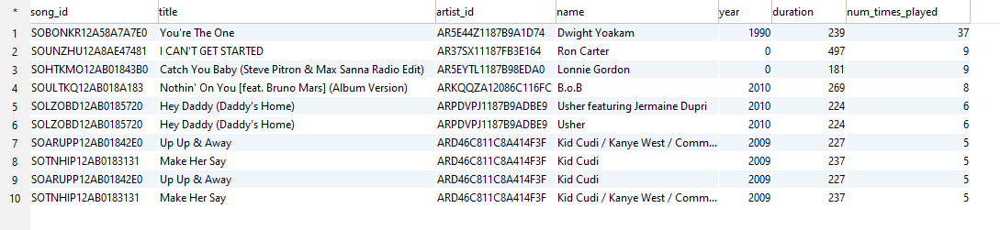 * song_id title artist_id name year duration num_times_played
1 SOBONKR12A58A7A7E0 You're The One AR5E44Z1187B9A1D74 Dwight Yoakam 1990 239 37
2 SOUNZHU12A8AE47481 I CAN'T GET STARTED AR37SX11187FB3E164 Ron Carter 0 497 9
3 SOHTKMO12AB01843B0 Catch You Baby (Steve Pitron & Max Sanna Radio Edit) AR5EYTL1187B98EDA0 Lonnie Gordon 0 181 9
4 SOULTKQ12AB018A183 Nothin' On You [feat. Bruno Mars] (Album Version) ARKQQZA12086C116FC B.o.B 2010 269 8
5 SOLZOBD12AB0185720 Hey Daddy (Daddy's Home) ARPDVPJ1187B9ADBE9 Usher featuring Jermaine Dupri 2010 224 6
6 SOLZOBD12AB0185720 Hey Daddy (Daddy's Home) ARPDVPJ1187B9ADBE9 Usher 2010 224 6
7 SOARUPP12AB01842E0 Up Up & Away ARD46C811C8A414F3F Kid Cudi / Kanye West / Comm... 2009 227 5
8 SOTNHIP12AB0183131 Make Her Say ARD46C811C8A414F3F Kid Cudi 2009 237 5
9 SOARUPP12AB01842E0 Up Up & Away ARD46C811C8A414F3F Kid Cudi 2009 227 5
10 SOTNHIP12AB0183131 Make Her Say ARD46C811C8A414F3F Kid Cudi / Kanye West / Comm... 2009 237 5